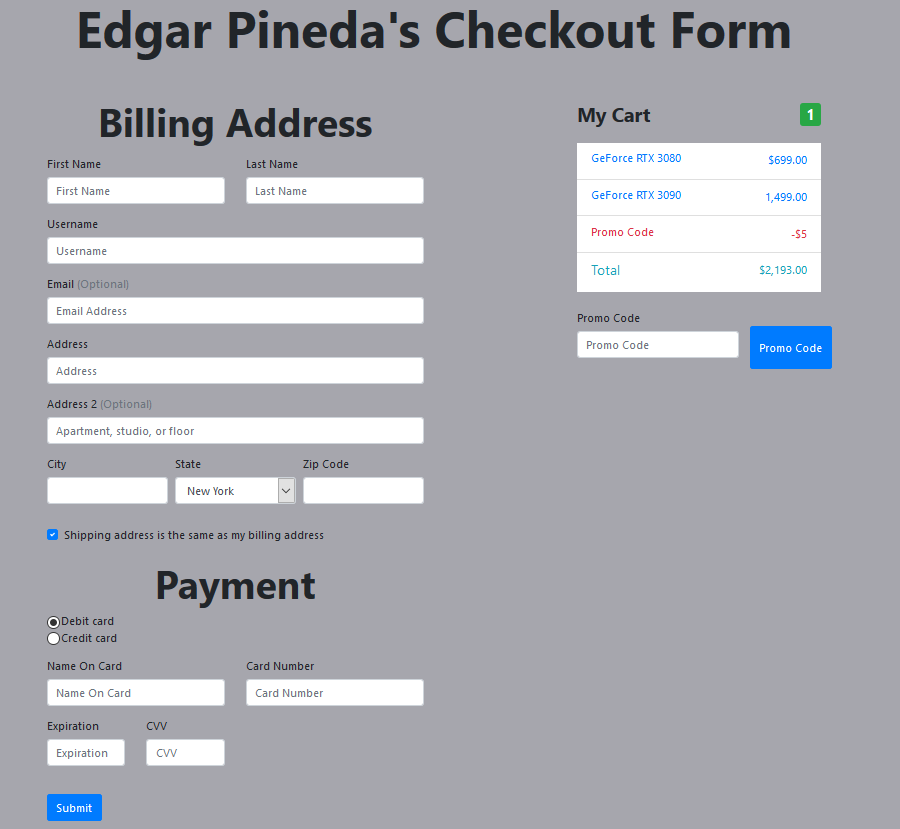 Edgar Pineda's Checkout Form
Billing Address
First Name Last Name
First Name Last Name
Username
Username
Email (Optional)
Email Address
Address
Address
Address 2 (Optional)
Apartment, studio, or floor
City State Zip Code
New York
Shipping address is the same as my billing address
Payment
Debit card
Credit card
Name On Card Card Number
Name On Card Card Number
Expiration CVV
Expiration CVV
Submit
My Cart 1
GeForce RTX 3080 $699.00
GeForce RTX 3090 1,499.00
Promo Code -$5
Total $2,193.00
Promo Code
Promo Code Promo Code